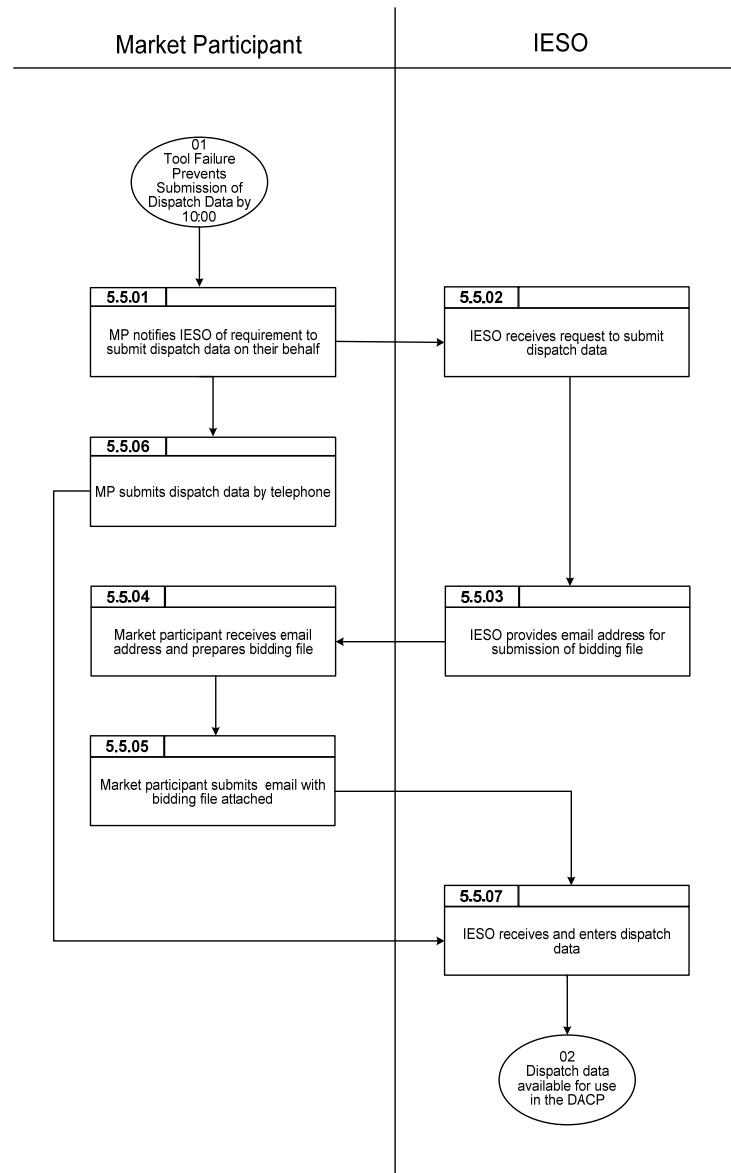 Market Participant
IESO
01
Tool Failure
Prevents
Submission of
Dispatch Data by
10:00
5.5.01
MP notifies IESO of requirement to
submit dispatch data on their behalf
5.5.02
IESO receives request to submit
dispatch data
5.5.06
MP submits dispatch data by telephone
5.5.04
Market participant receives email
address and prepares bidding file
5.5.03
IESO provides email address for
submission of bidding file
5.5.05
Market participant submits email with
bidding file attached
5.5.07
IESO receives and enters dispatch
data
02
Dispatch data
available for use
in the DACP